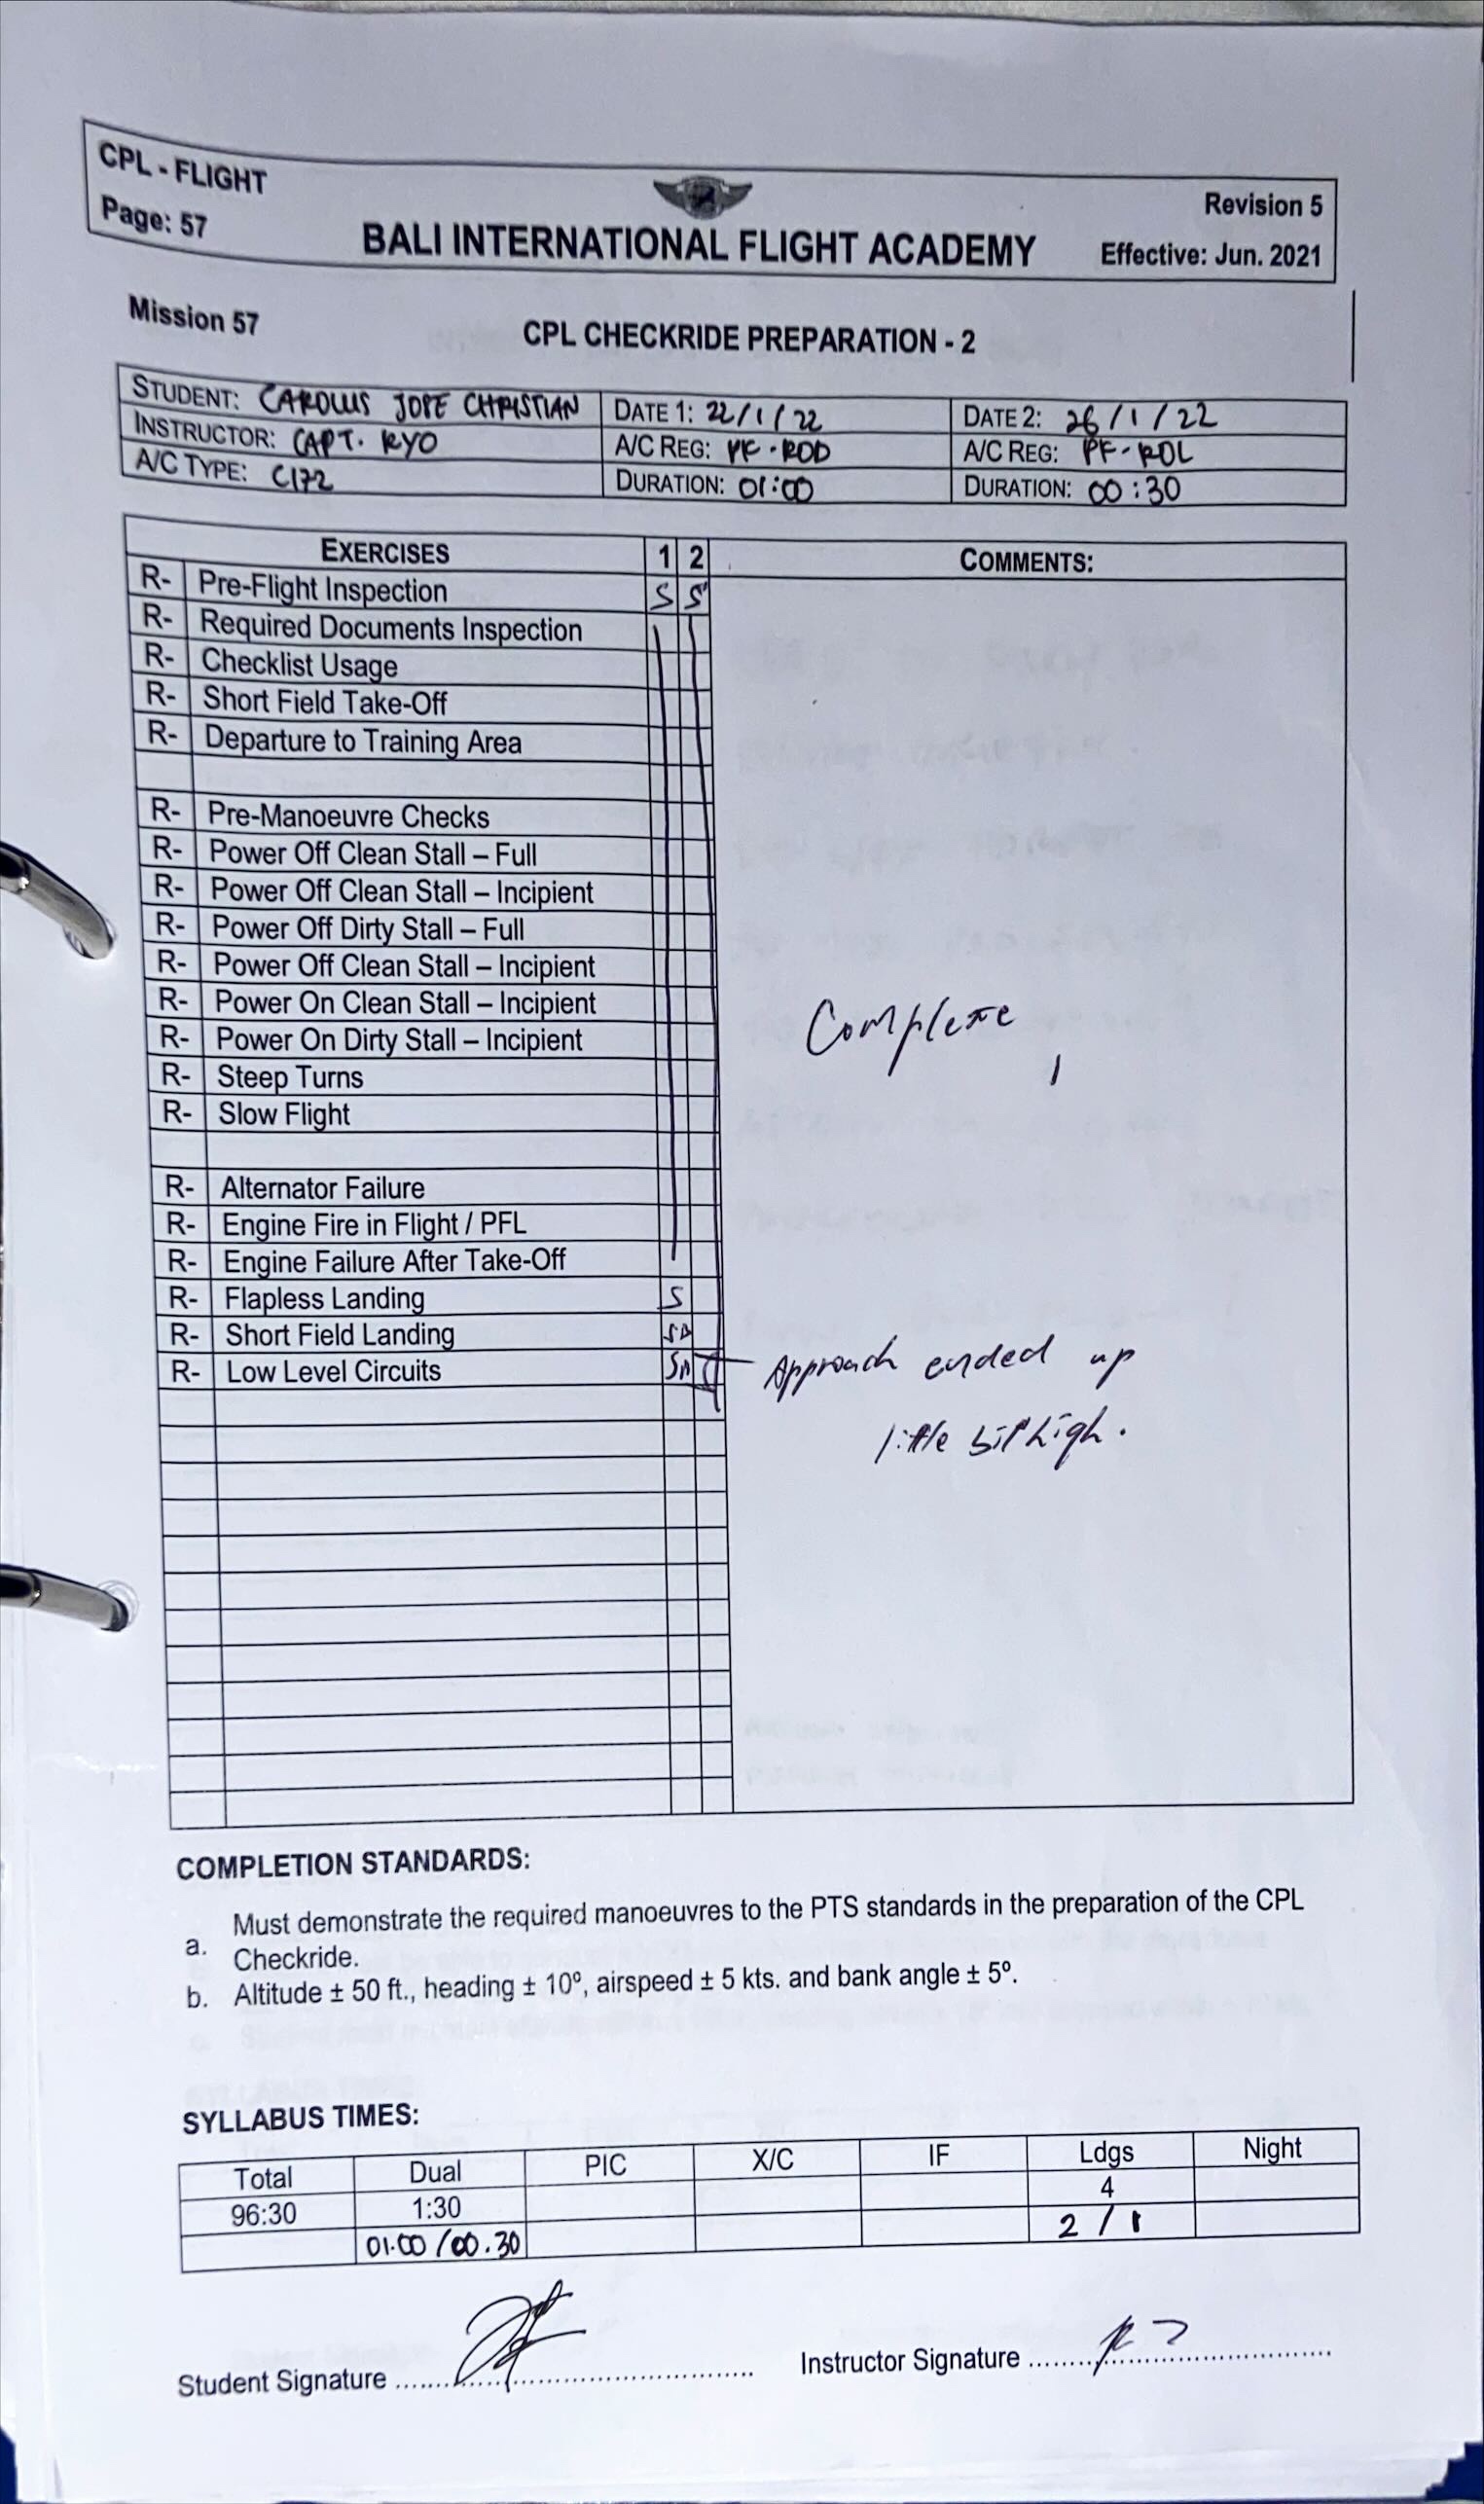 CPL - FLIGHT
Page: 57
BALI INTERNATIONAL FLIGHT ACADEMY
Revision 5
Effective: Jun. 2021
Mission 57
CPL CHECKRIDE PREPARATION - 2
STUDENT: CAROLUS JOSE CHRISTIAN DATE 1: 22/1/22 DATE 2: 26/1/22
INSTRUCTOR: CAPT. RYO A/C REG: PK-ROD A/C REG: PK-ROL
A/C TYPE: C172 DURATION: 01:00 DURATION: 00:30
EXERCISES 1 2 COMMENTS:
R- Pre-Flight Inspection S S
R- Required Documents Inspection
R- Checklist Usage
R- Short Field Take-Off
R- Departure to Training Area
R- Pre-Manoeuvre Checks
R- Power Off Clean Stall – Full
R- Power Off Clean Stall – Incipient
R- Power Off Dirty Stall – Full
R- Power Off Clean Stall – Incipient
R- Power On Clean Stall – Incipient
Complete
R- Power On Dirty Stall – Incipient
R- Steep Turns
R- Slow Flight
R- Alternator Failure
R- Engine Fire in Flight / PFL
R- Engine Failure After Take-Off
R- Flapless Landing S
R- Short Field Landing
R- Low Level Circuits
Approach ended up
little bit high.
COMPLETION STANDARDS:
a. Must demonstrate the required manoeuvres to the PTS standards in the preparation of the CPL
Checkride.
b. Altitude ± 50 ft., heading ± 10º, airspeed ± 5 kts. and bank angle ± 5º.
SYLLABUS TIMES:
Total Dual PIC X/C IF Ldgs Night
96:30 1:30 4
01.00 / 00.30 2 / 1
Student Signature
Instructor Signature